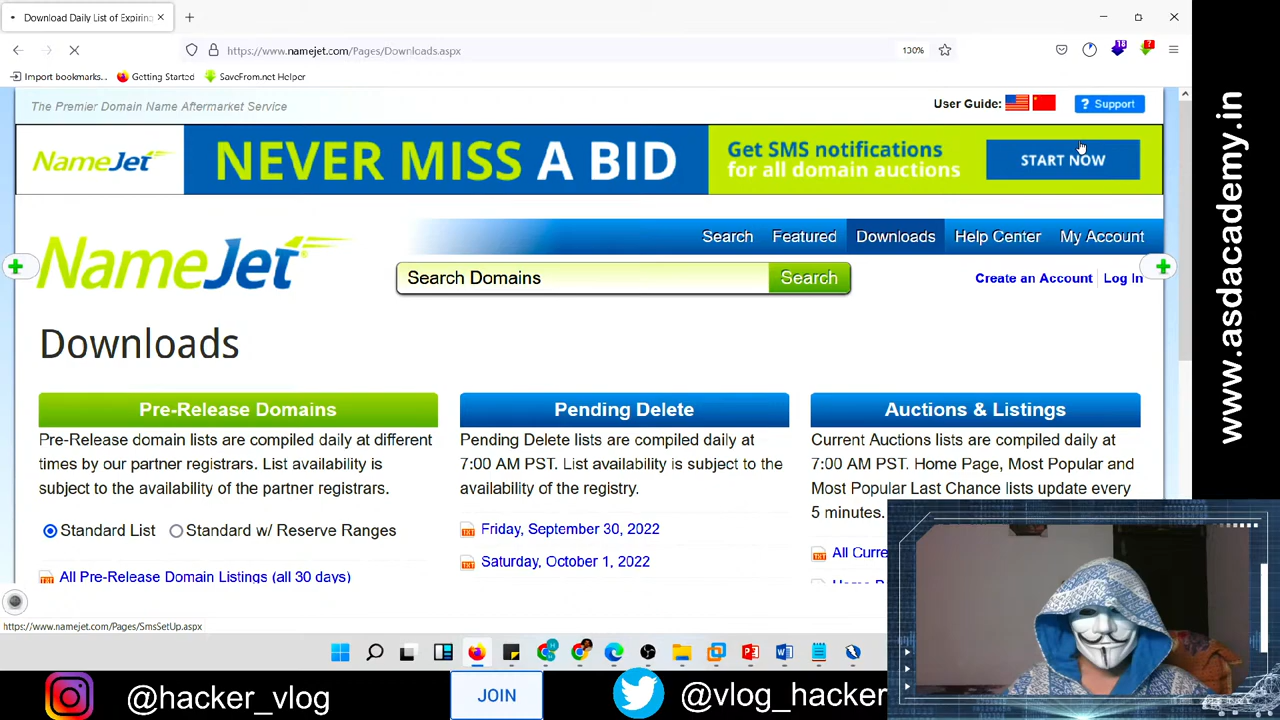 Download Daily List of Expiring
https://www.namejet.com/Pages/Downloads.aspx
130%
18
?
Import bookmarks...
Getting Started
SaveFrom.net Helper
The Premier Domain Name Aftermarket Service
User Guide:
? Support
NameJet
NEVER MISS A BID
Get SMS notifications
for all domain auctions
START NOW
Search
Featured
Downloads
Help Center
My Account
NameJet
Search Domains
Search
Create an Account
Log In
Downloads
Pre-Release Domains
Pre-Release domain lists are compiled daily at different
times by our partner registrars. List availability is
subject to the availability of the partner registrars.
Standard List
Standard w/ Reserve Ranges
TXT All Pre-Release Domain Listings (all 30 days)
Pending Delete
Pending Delete lists are compiled daily at
7:00 AM PST. List availability is subject to the
availability of the registry.
TXT Friday, September 30, 2022
TXT Saturday, October 1, 2022
Auctions & Listings
Current Auctions lists are compiled daily at
7:00 AM PST. Home Page, Most Popular and
Most Popular Last Chance lists update every
5 minutes.
TXT All Curre
https://www.namejet.com/Pages/SmsSetUp.aspx
@hacker_vlog
JOIN
@vlog_hacker
www.asdacademy.in